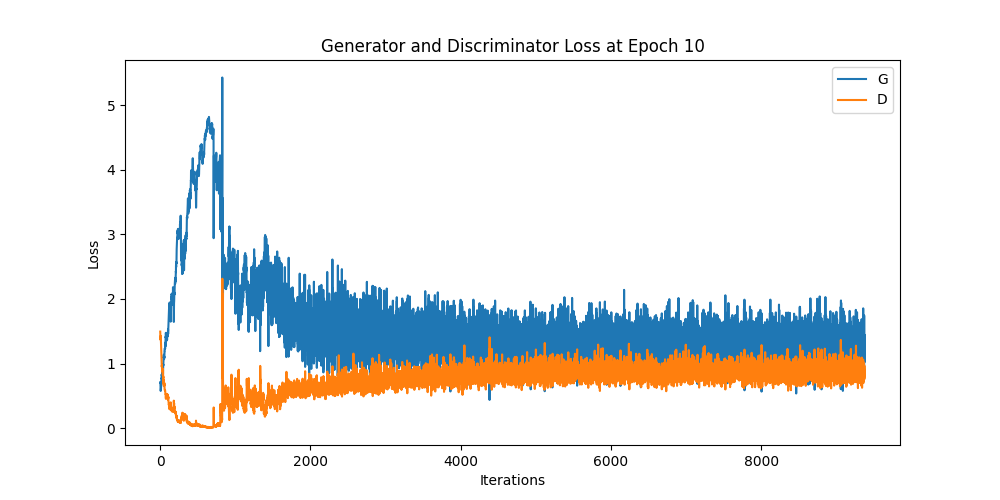 Generator and Discriminator Loss at Epoch 10
G
D
5
4
3
2
1
0
Loss
0 2000 4000 6000 8000
Iterations